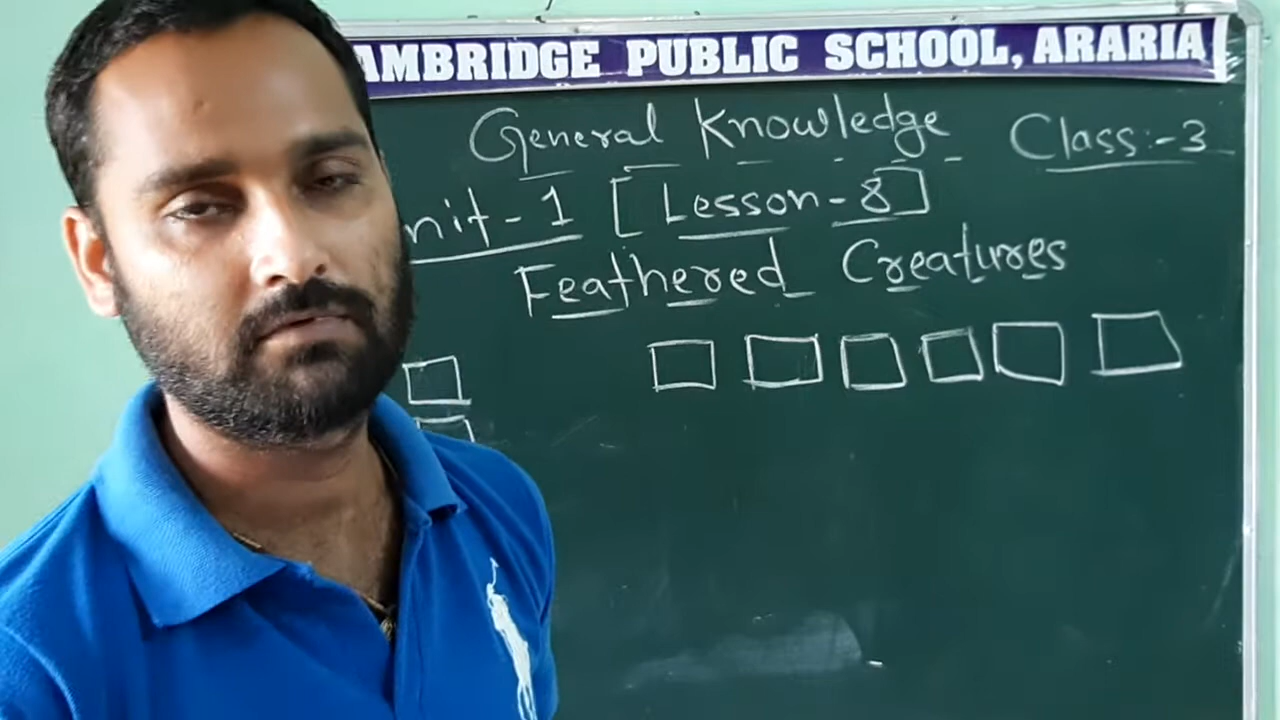 AMBRIDGE PUBLIC SCHOOL, ARARIA
General Knowledge Class:-3
nit-1 [Lesson-8]
Feathered Creatures